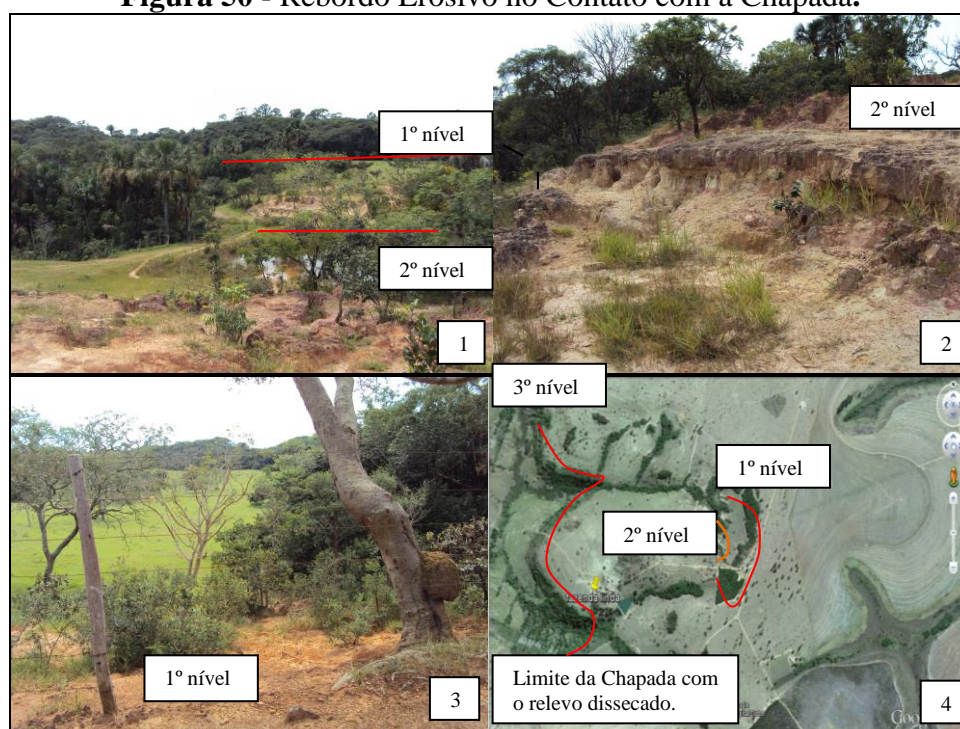 Figura 50 - Rebordo Erosivo no Contato com a Chapada.
1º nível
2º nível
1
2º nível
2
1º nível
3
3º nível
1º nível
2º nível
Limite da Chapada com
o relevo dissecado.
4